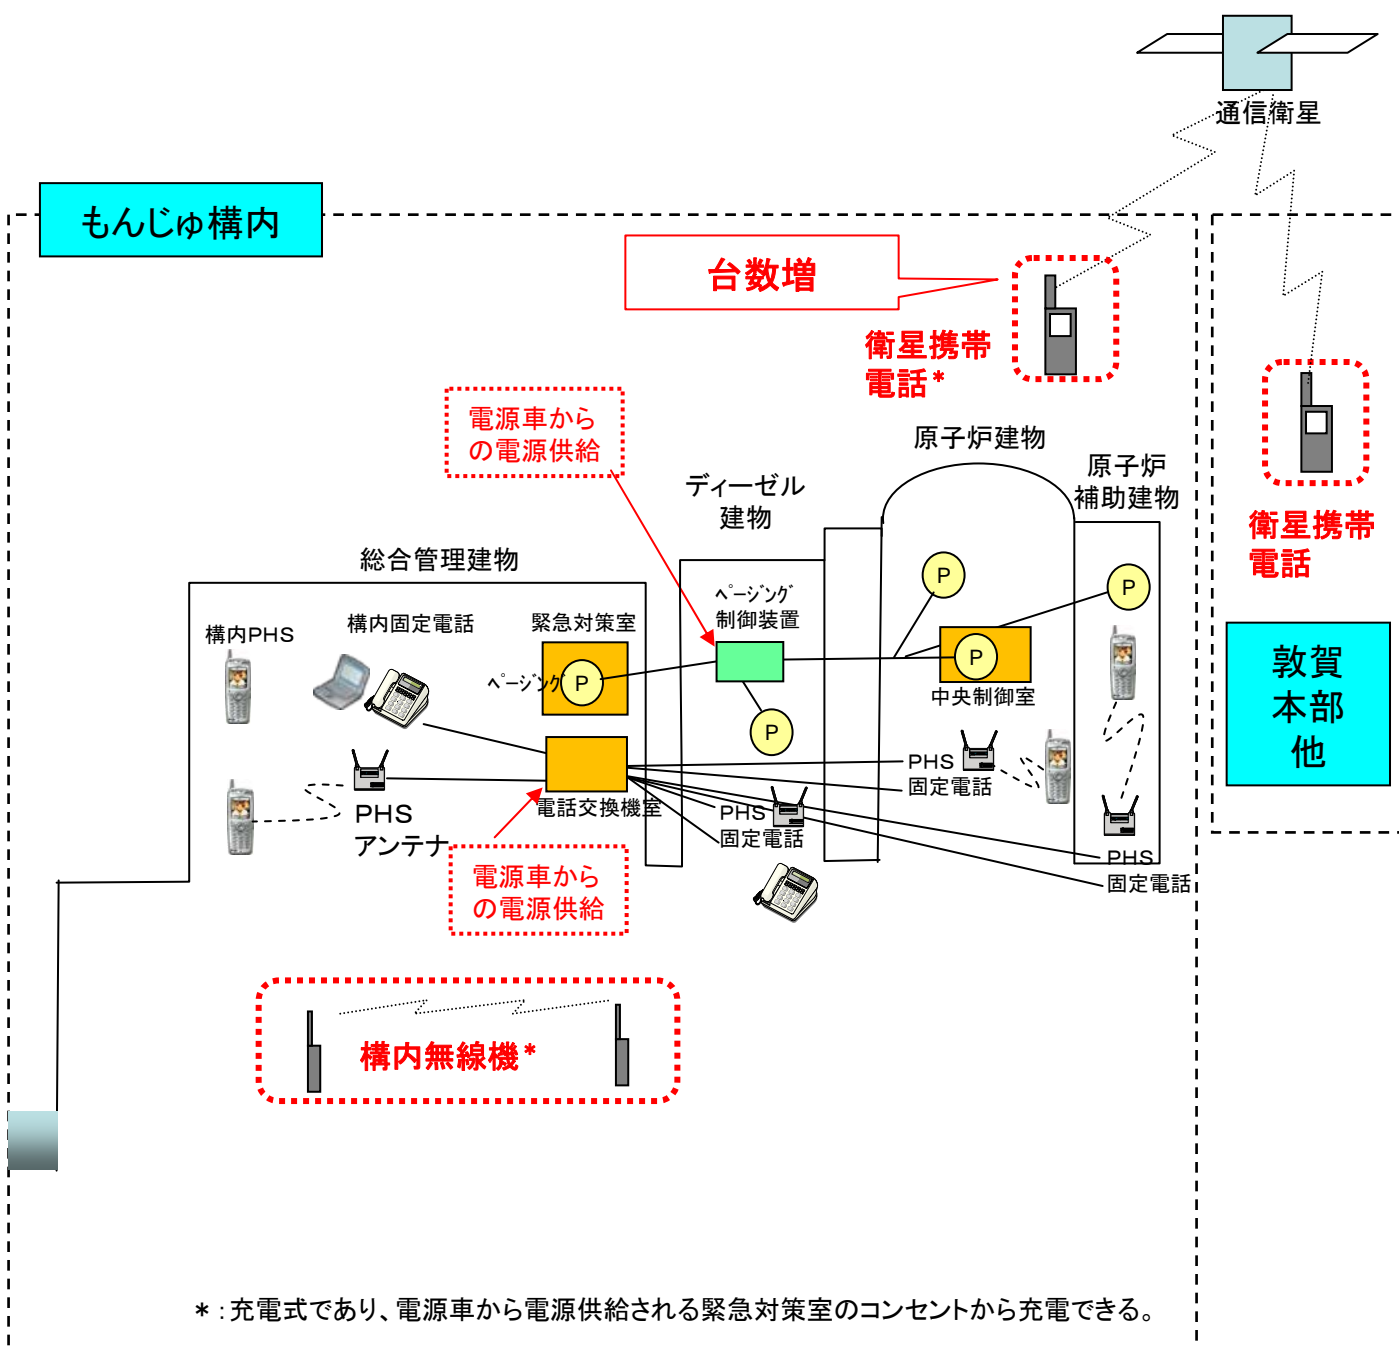 通信衛星
もんじゅ構内
台数増
衛星携帯
電話*
電源車から
の電源供給
原子炉建物
原子炉
補助建物
ディーゼル
建物
衛星携帯
電話
総合管理建物
ﾍﾟｰｼﾞﾝｸﾞ
制御装置
構内PHS
構内固定電話
緊急対策室
P
P
P
P
P
ﾍﾟｰｼﾞﾝｸﾞ
中央制御室
敦賀
本部
他
PHS
固定電話
電話交換機室
PHS
アンテナ
PHS
固定電話
PHS
固定電話
電源車から
の電源供給
構内無線機*
*：充電式であり、電源車から電源供給される緊急対策室のコンセントから充電できる。